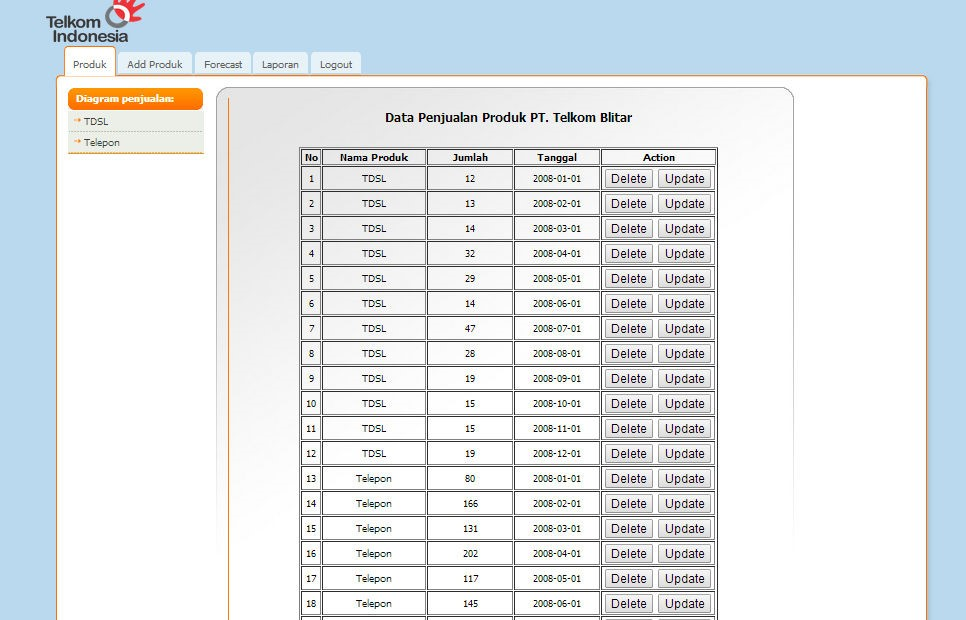 Telkom
Indonesia
Produk Add Produk Forecast Laporan Logout
Diagram penjualan:
TDSL
Telepon
Data Penjualan Produk PT. Telkom Blitar
No Nama Produk Jumlah Tanggal Action
1 TDSL 12 2008-01-01 Delete Update
2 TDSL 13 2008-02-01 Delete Update
3 TDSL 14 2008-03-01 Delete Update
4 TDSL 32 2008-04-01 Delete Update
5 TDSL 29 2008-05-01 Delete Update
6 TDSL 14 2008-06-01 Delete Update
7 TDSL 47 2008-07-01 Delete Update
8 TDSL 28 2008-08-01 Delete Update
9 TDSL 19 2008-09-01 Delete Update
10 TDSL 15 2008-10-01 Delete Update
11 TDSL 15 2008-11-01 Delete Update
12 TDSL 19 2008-12-01 Delete Update
13 Telepon 80 2008-01-01 Delete Update
14 Telepon 166 2008-02-01 Delete Update
15 Telepon 131 2008-03-01 Delete Update
16 Telepon 202 2008-04-01 Delete Update
17 Telepon 117 2008-05-01 Delete Update
18 Telepon 145 2008-06-01 Delete Update